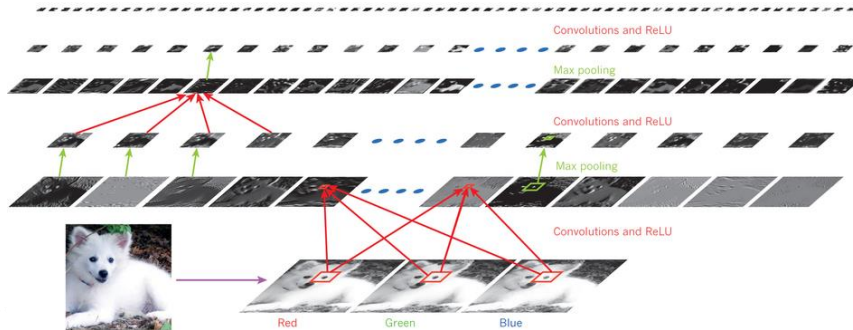 Convolutions and ReLU
Max pooling
Convolutions and ReLU
Max pooling
Convolutions and ReLU
Red Green Blue